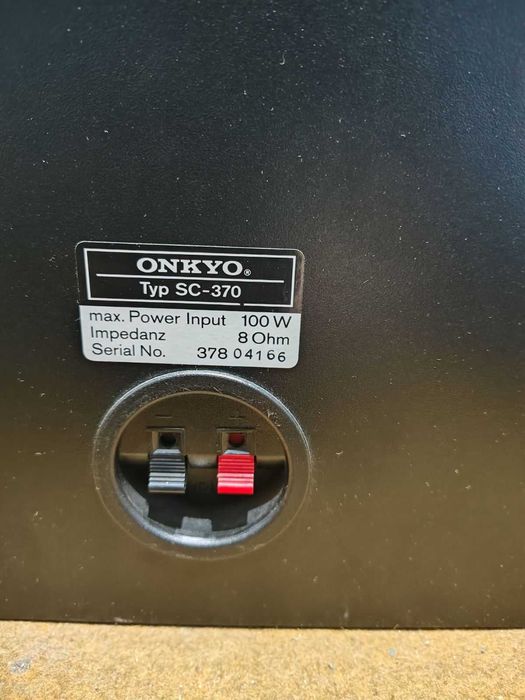 ONKYO®
Typ SC-370
max. Power Input 100 W
Impedanz 8 Ohm
Serial No. 378 04166
− +